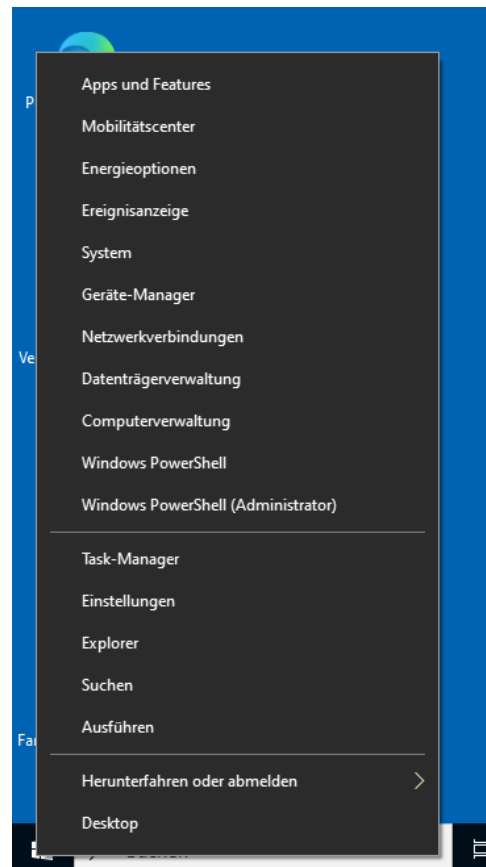 Apps und Features
Mobilitätscenter
Energieoptionen
Ereignisanzeige
System
Geräte-Manager
Netzwerkverbindungen
Datenträgerverwaltung
Computerverwaltung
Windows PowerShell
Windows PowerShell (Administrator)
Task-Manager
Einstellungen
Explorer
Suchen
Ausführen
Herunterfahren oder abmelden
Desktop